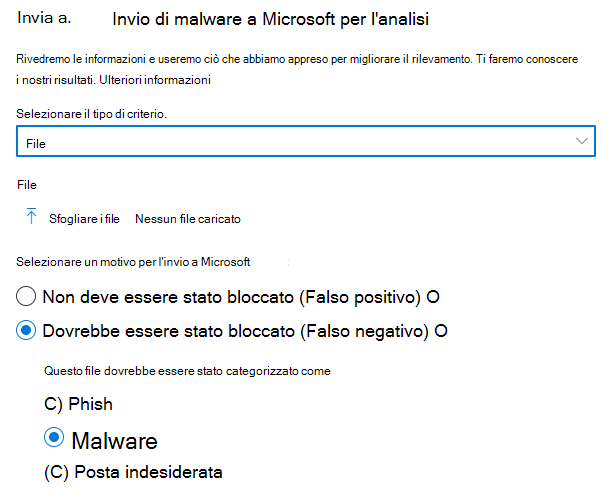 Invia a. Invio di malware a Microsoft per l'analisi
Rivedremo le informazioni e useremo ciò che abbiamo appreso per migliorare il rilevamento. Ti faremo conoscere
i nostri risultati. Ulteriori informazioni
Selezionare il tipo di criterio.
File
File
Sfogliare i file Nessun file caricato
Selezionare un motivo per l'invio a Microsoft
Non deve essere stato bloccato (Falso positivo) O
Dovrebbe essere stato bloccato (Falso negativo) O
Questo file dovrebbe essere stato categorizzato come
C) Phish
Malware
(C) Posta indesiderata